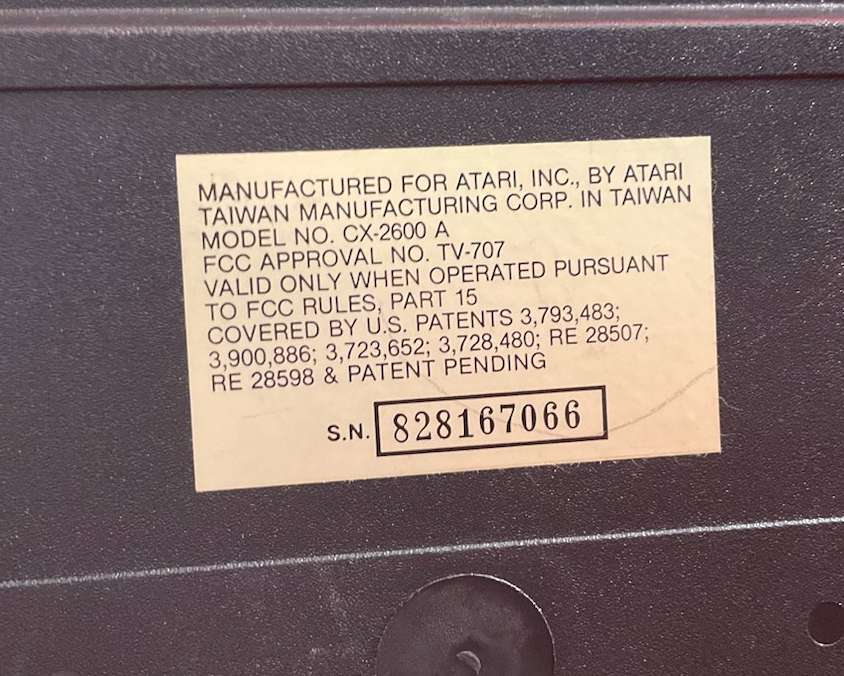 MANUFACTURED FOR ATARI, INC., BY ATARI
TAIWAN MANUFACTURING CORP. IN TAIWAN
MODEL NO. CX-2600 A
FCC APPROVAL NO. TV-707
VALID ONLY WHEN OPERATED PURSUANT
TO FCC RULES, PART 15
COVERED BY U.S. PATENTS 3,793,483;
3,900,886; 3,723,652; 3,728,480; RE 28507;
RE 28598 & PATENT PENDING
S.N. 828167066